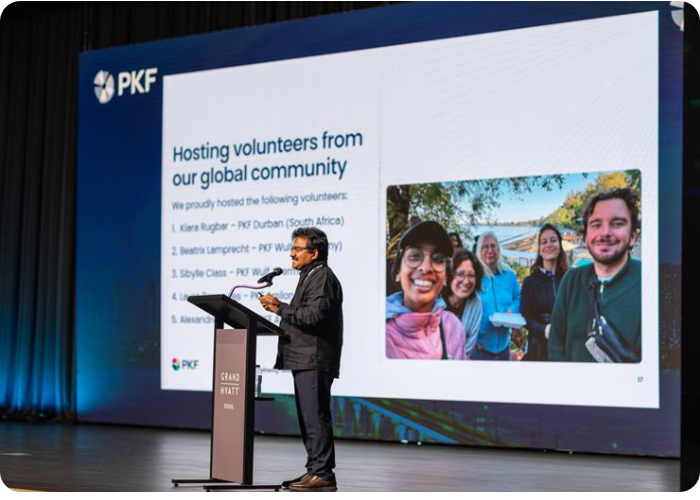 PKF
Hosting volunteers from
our global community
We proudly hosted the following volunteers:
1. Kiara Rugbar – PKF Durban (South Africa)
2. Beatrix Lamprecht – PKF
3. Sibylle Class – PKF
4.
5.
PKF
GRAND
HYATT
17